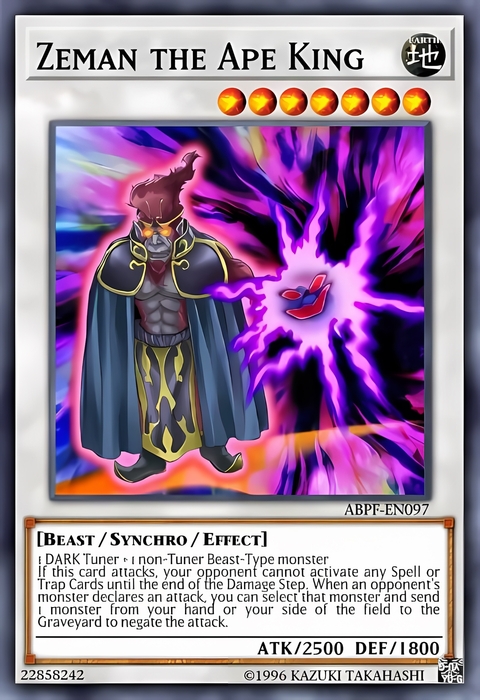 ZEMAN THE APE KING
EARTH
地
ABPF-EN097
[BEAST / SYNCHRO / EFFECT]
1 DARK Tuner + 1 non-Tuner Beast-Type monster
If this card attacks, your opponent cannot activate any Spell or
Trap Cards until the end of the Damage Step. When an opponent's
monster declares an attack, you can select that monster and send
1 monster from your hand or your side of the field to the
Graveyard to negate the attack.
ATK/2500 DEF/1800
22858242
©1996 KAZUKI TAKAHASHI